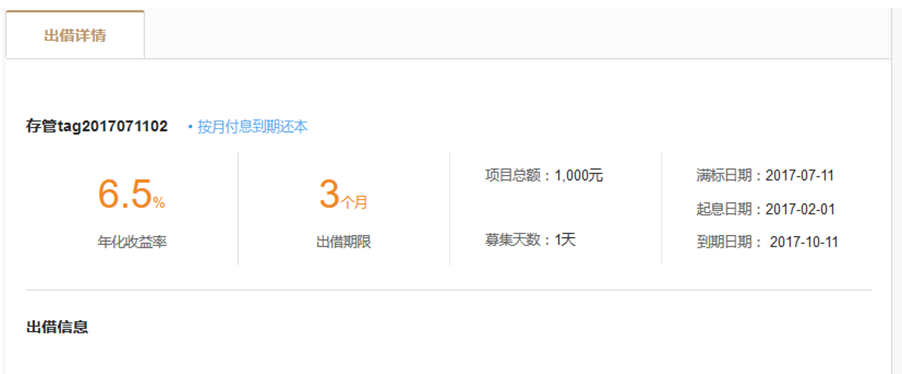 出借详情
存管tag2017071102 • 按月付息到期还本
6.5%
年化收益率
3个月
出借期限
项目总额：1,000元
募集天数：1天
满标日期：2017-07-11
起息日期：2017-02-01
到期日期： 2017-10-11
出借信息